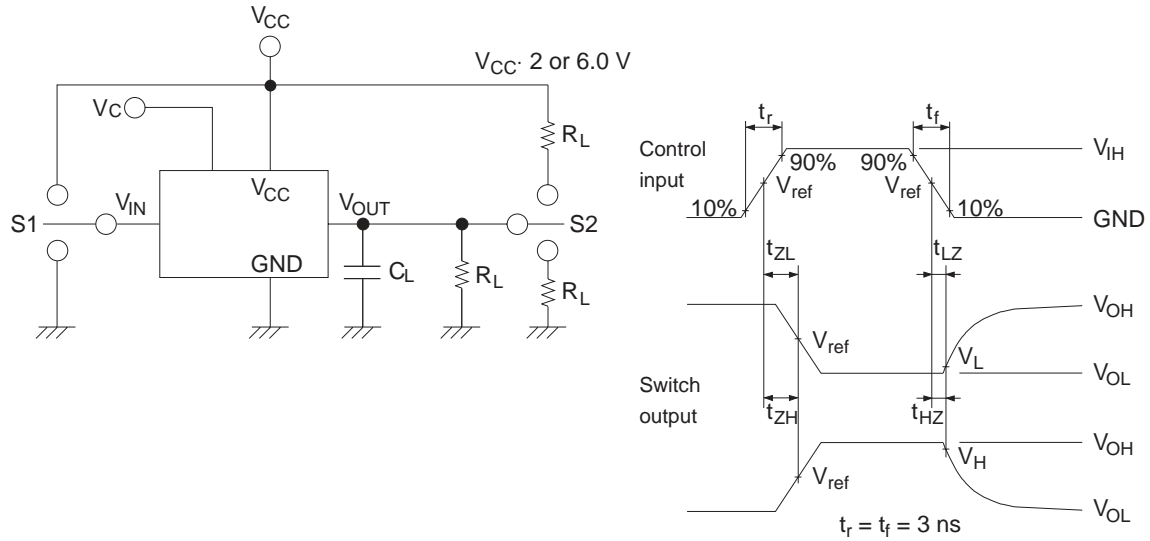 VCC
VCC· 2 or 6.0 V
VC
RL
S1
VIN
VCC
VOUT
S2
GND
CL
RL
RL
tr
tf
Control
input
90%
90%
VIH
Vref
Vref
10%
10%
GND
tZL
tLZ
VOH
Vref
VL
VOL
Switch
output
tZH
tHZ
VOH
VH
Vref
VOL
tr = tf = 3 ns